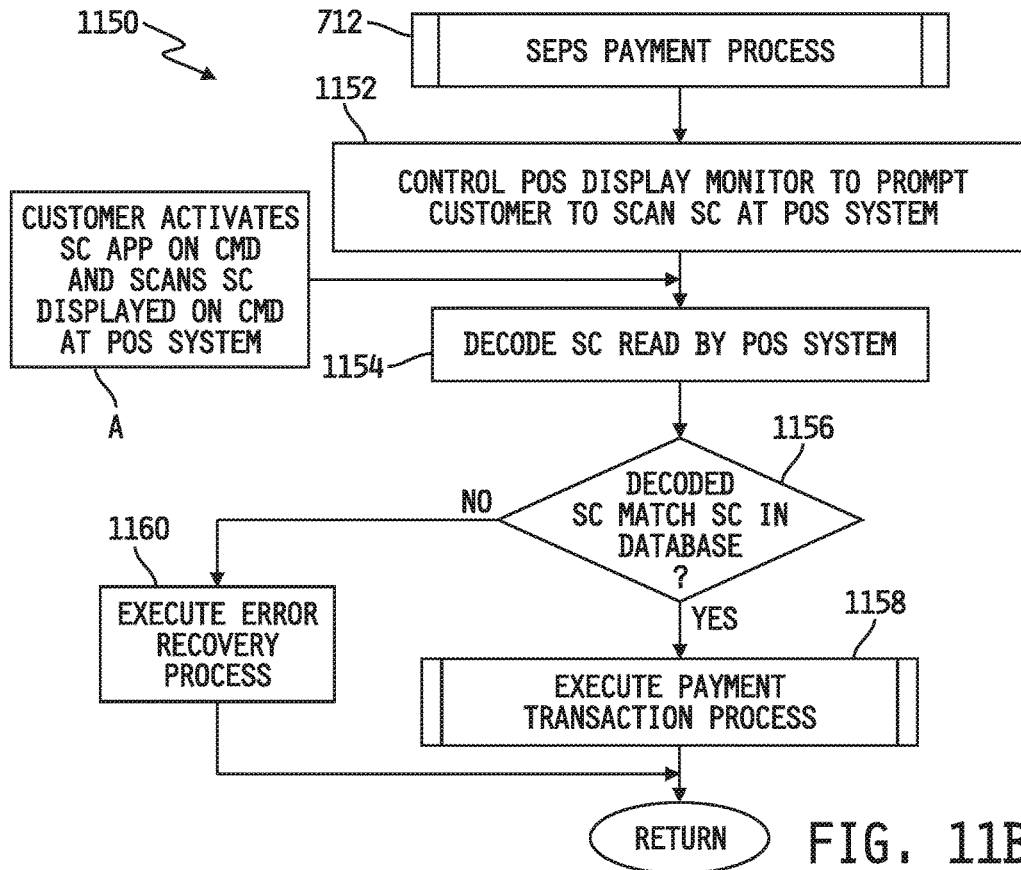 1150
712
SEPS PAYMENT PROCESS
1152
CONTROL POS DISPLAY MONITOR TO PROMPT
CUSTOMER TO SCAN SC AT POS SYSTEM
CUSTOMER ACTIVATES
SC APP ON CMD
AND SCANS SC
DISPLAYED ON CMD
AT POS SYSTEM
A
DECODE SC READ BY POS SYSTEM
1154
1156
DECODED
SC MATCH SC IN
DATABASE
?
NO
YES
1160
EXECUTE ERROR
RECOVERY
PROCESS
1158
EXECUTE PAYMENT
TRANSACTION PROCESS
RETURN
FIG. 11B